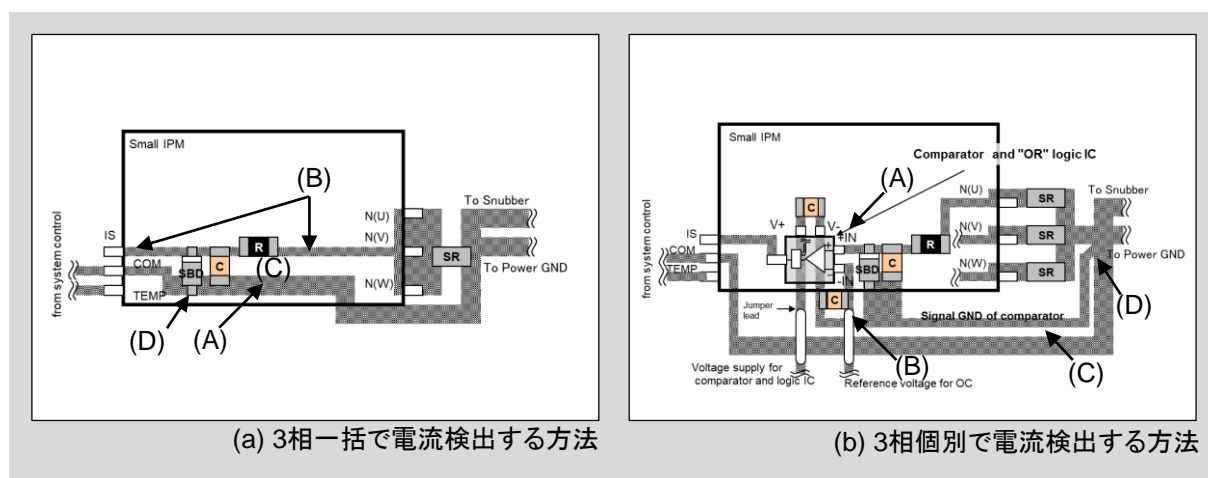 Small IPM
(B)
To Snubber
N(U)
from system control
IS
N(V)
R
SR
COM
C
(C)
SBD
To Power GND
N(W)
TEMP
(D)
(A)
(a) 3相一括で電流検出する方法
Small IPM
Comparator and "OR" logic IC
(A)
C
N(U)
SR
To Snubber
from system control
IS
V+
V-
+IN
R
N(V)
SR
COM
SBD
C
To Power GND
TEMP
-IN
N(W)
SR
(D)
C
Jumper
lead
Signal GND of comparator
(B)
(C)
Voltage supply for
comparator and logic IC
Reference voltage for OC
(b) 3相個別で電流検出する方法